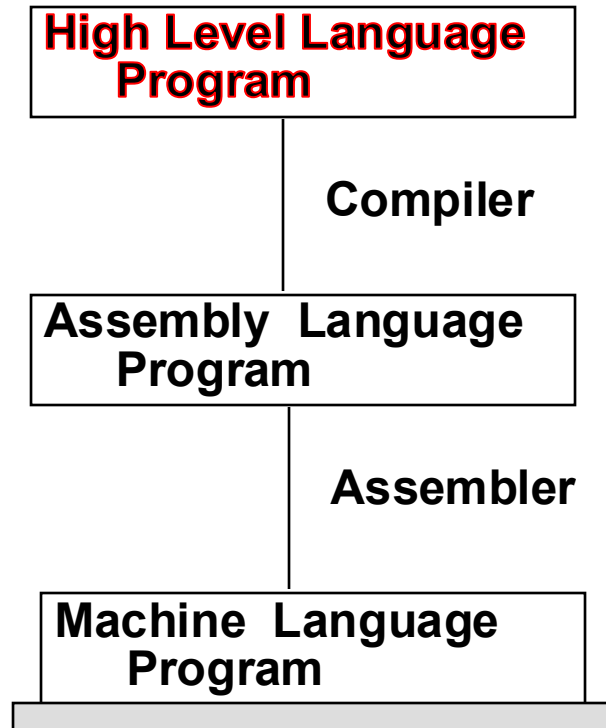 High Level Language
Program
Compiler
Assembly Language
Program
Assembler
Machine Language
Program